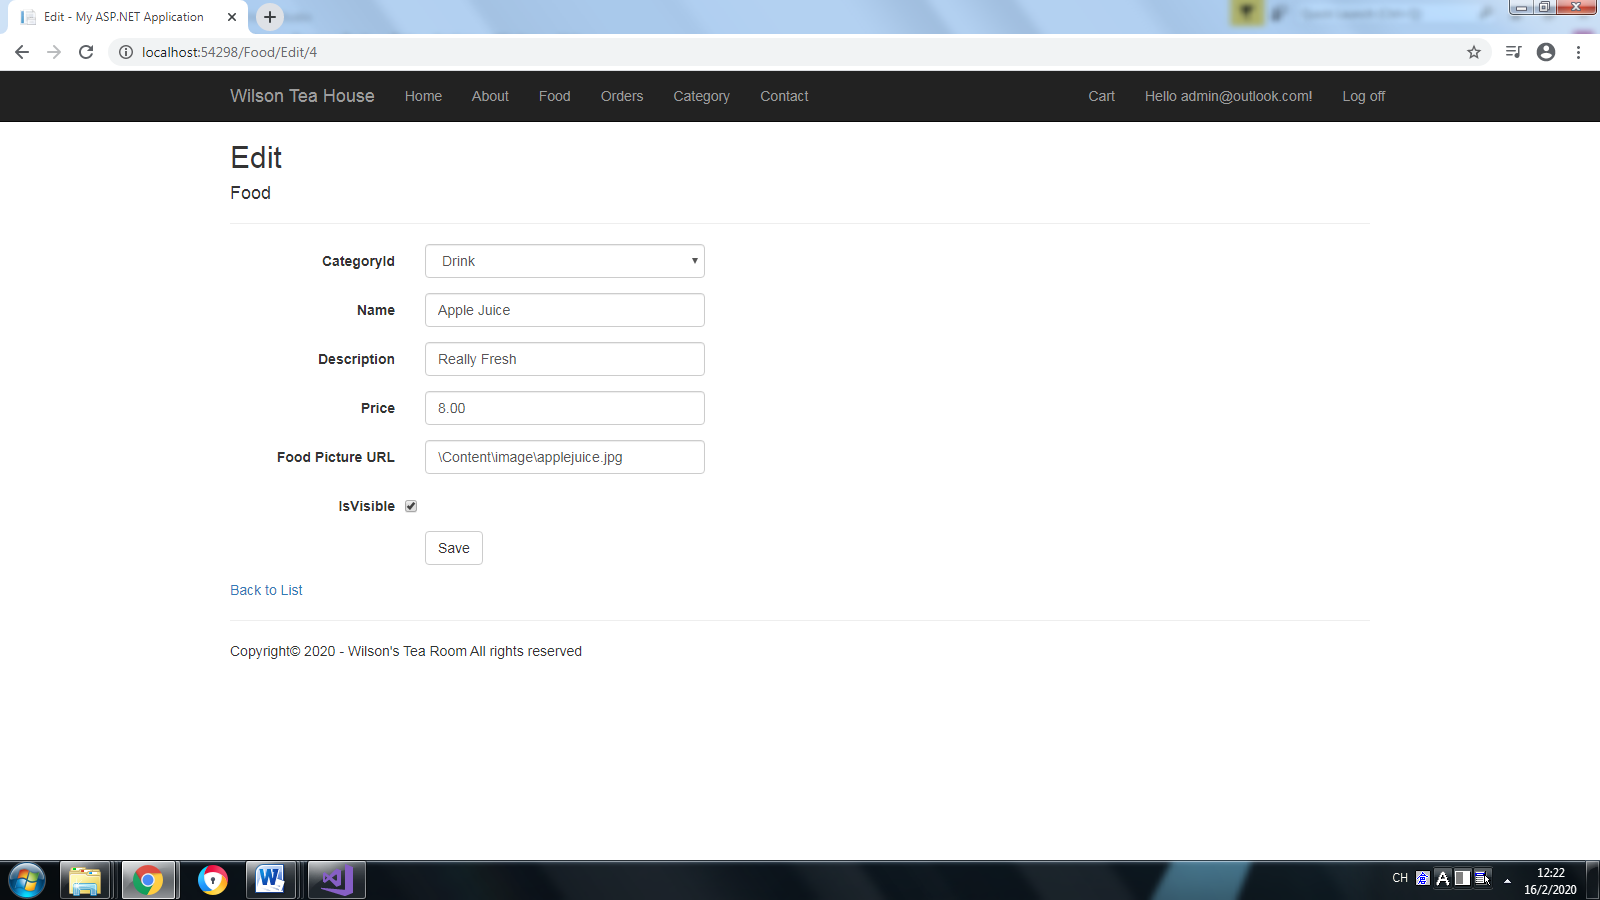 Edit - My ASP.NET Application
localhost:54298/Food/Edit/4
Wilson Tea House Home About Food Orders Category Contact Cart Hello admin@outlook.com! Log off
Edit
Food
CategoryId Drink
Name Apple Juice
Description Really Fresh
Price 8.00
Food Picture URL \Content\image\applejuice.jpg
IsVisible
Save
Back to List
Copyright© 2020 - Wilson's Tea Room All rights reserved
CH
12:22
16/2/2020